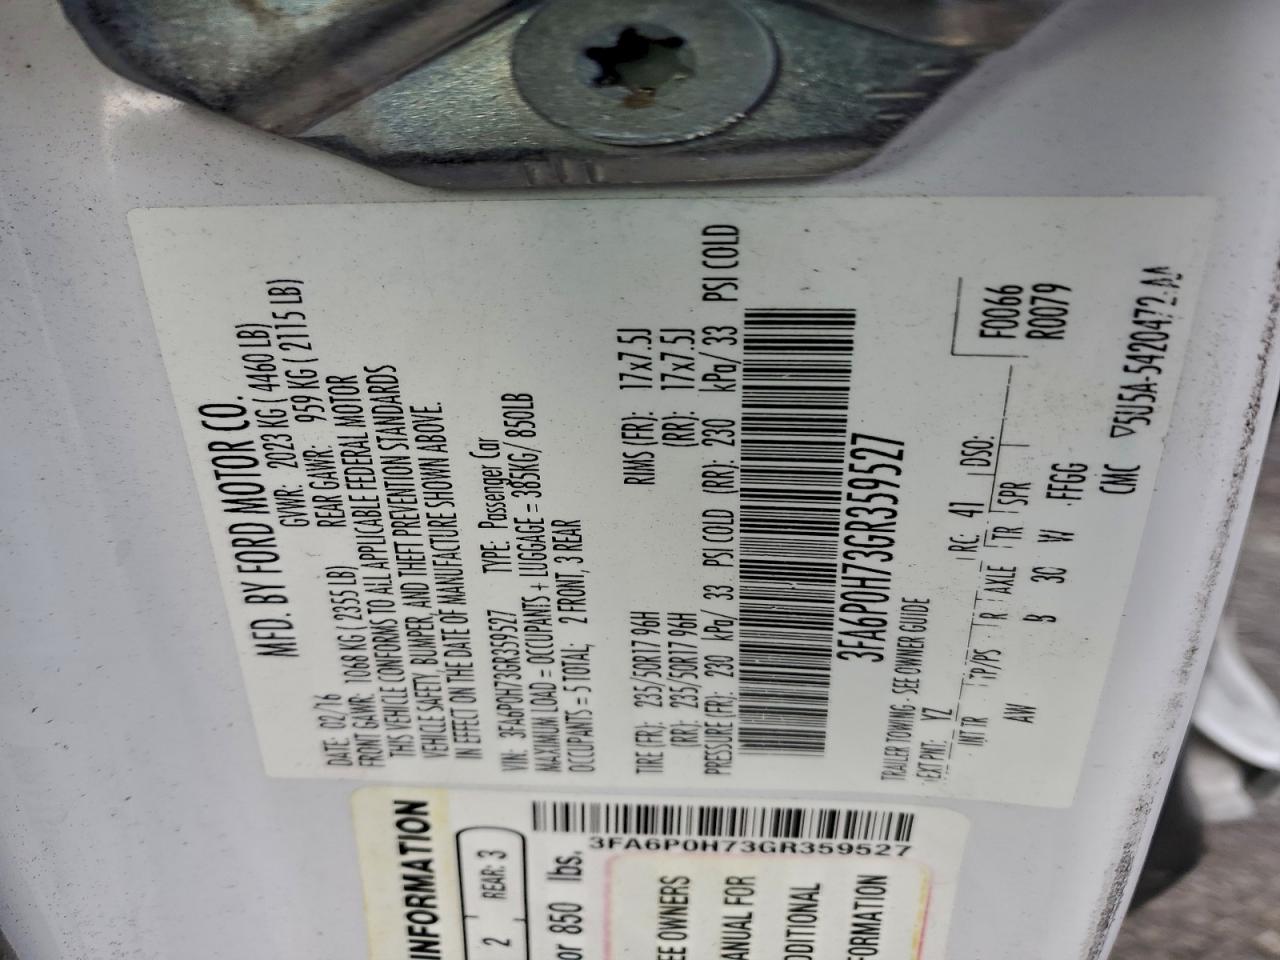 MFD. BY FORD MOTOR CO.
DATE: 02/16 GVWR: 2023 KG ( 4460 LB)
FRONT GAWR: 1068 KG ( 2355 LB) REAR GAWR: 959 KG ( 2115 LB)
THIS VEHICLE CONFORMS TO ALL APPLICABLE FEDERAL MOTOR
VEHICLE SAFETY, BUMPER, AND THEFT PREVENTION STANDARDS
IN EFFECT ON THE DATE OF MANUFACTURE SHOWN ABOVE.
VIN: 3FA6P0H73GR359527 TYPE: Passenger Car
MAXIMUM LOAD = OCCUPANTS + LUGGAGE = 385KG / 850LB
OCCUPANTS = 5 TOTAL; 2 FRONT, 3 REAR
TIRE (FR): 235/50R17 96H RIMS (FR): 17x7.5J
(RR): 235/50R17 96H (RR): 17x7.5J
PRESSURE (FR): 230 kPa/ 33 PSI COLD (RR): 230 kPa/ 33 PSI COLD
3FA6P0H73GR359527
TRAILER TOWING - SEE OWNER GUIDE
EXT PNT: YZ RC: 41 DSO:
INT TR TP/PS R AXLE TR SPR
AW B 30 W FFGG
F0066
R0079
CMC
▽5U5A-5420472-AA
INFORMATION
2 REAR: 3
or 850 lbs.
3FA6P0H73GR359527
EE OWNERS
ANUAL FOR
DDITIONAL
FORMATION